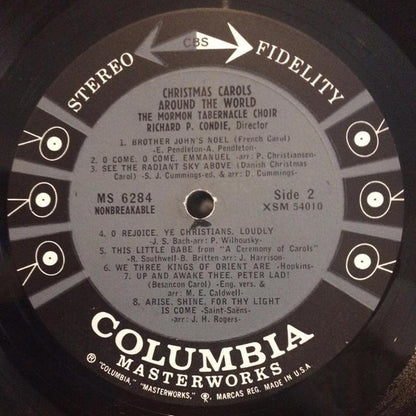 CBS
STEREO FIDELITY
CHRISTMAS CAROLS
AROUND THE WORLD
THE MORMON TABERNACLE CHOIR
RICHARD P. CONDIE, Director
1. BROTHER JOHN'S NOEL (French Carol)
-E. Pendleton-A. Pendleton-
2. O COME, O COME, EMMANUEL -arr: P. Christiansen-
3. SEE THE RADIANT SKY ABOVE (Danish Christmas
Carol) -S. J. Cummings-ed. & arr: D. Cummings-
MS 6284
NONBREAKABLE
Side 2
XSM 54010
4. O REJOICE, YE CHRISTIANS, LOUDLY
-J. S. Bach-arr: P. Wilhousky-
5. THIS LITTLE BABE from "A Ceremony of Carols"
-R. Southwell-B. Britten-arr: J. Harrison-
6. WE THREE KINGS OF ORIENT ARE -Hopkins-
7. UP AND AWAKE THEE, PETER LAD!
(Besancon Carol) -Eng. vers. &
arr: M. E. Caldwell-
8. ARISE, SHINE, FOR THY LIGHT
IS COME -Saint-Saëns-
-arr: J. H. Rogers-
COLUMBIA
MASTERWORKS
® "COLUMBIA," "MASTERWORKS," MARCAS REG. MADE IN U.S.A.